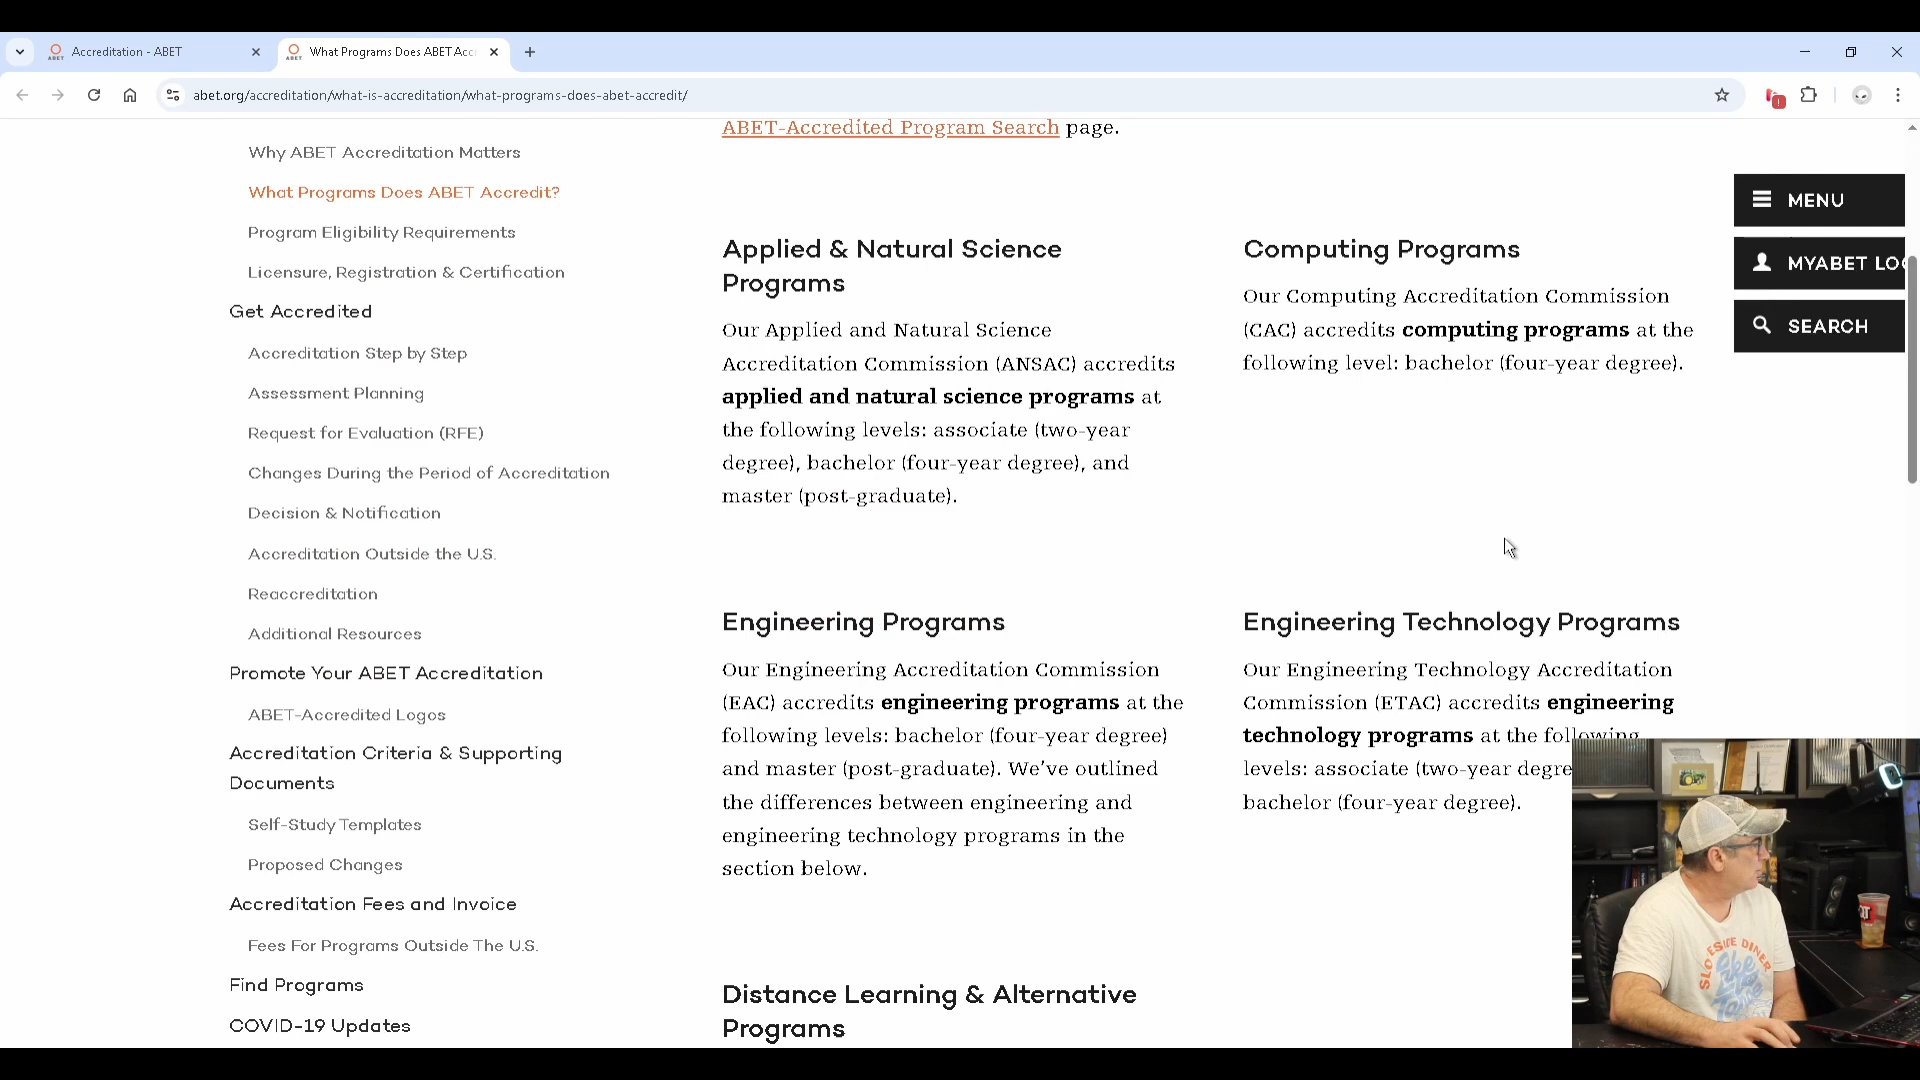 Accreditation - ABET
What Programs Does ABET Acc
abet.org/accreditation/what-is-accreditation/what-programs-does-abet-accredit/
Why ABET Accreditation Matters
What Programs Does ABET Accredit?
Program Eligibility Requirements
Licensure, Registration & Certification
Get Accredited
Accreditation Step by Step
Assessment Planning
Request for Evaluation (RFE)
Changes During the Period of Accreditation
Decision & Notification
Accreditation Outside the U.S.
Reaccreditation
Additional Resources
Promote Your ABET Accreditation
ABET-Accredited Logos
Accreditation Criteria & Supporting
Documents
Self-Study Templates
Proposed Changes
Accreditation Fees and Invoice
Fees For Programs Outside The U.S.
Find Programs
COVID-19 Updates
ABET-Accredited Program Search page.
Applied & Natural Science
Programs
Our Applied and Natural Science
Accreditation Commission (ANSAC) accredits
applied and natural science programs at
the following levels: associate (two-year
degree), bachelor (four-year degree), and
master (post-graduate).
Computing Programs
Our Computing Accreditation Commission
(CAC) accredits computing programs at the
following level: bachelor (four-year degree).
Engineering Programs
Our Engineering Accreditation Commission
(EAC) accredits engineering programs at the
following levels: bachelor (four-year degree)
and master (post-graduate). We've outlined
the differences between engineering and
engineering technology programs in the
section below.
Engineering Technology Programs
Our Engineering Technology Accreditation
Commission (ETAC) accredits engineering
technology programs at the following
levels: associate (two-year degre
bachelor (four-year degree).
Distance Learning & Alternative
Programs
MENU
MYABET LO
SEARCH